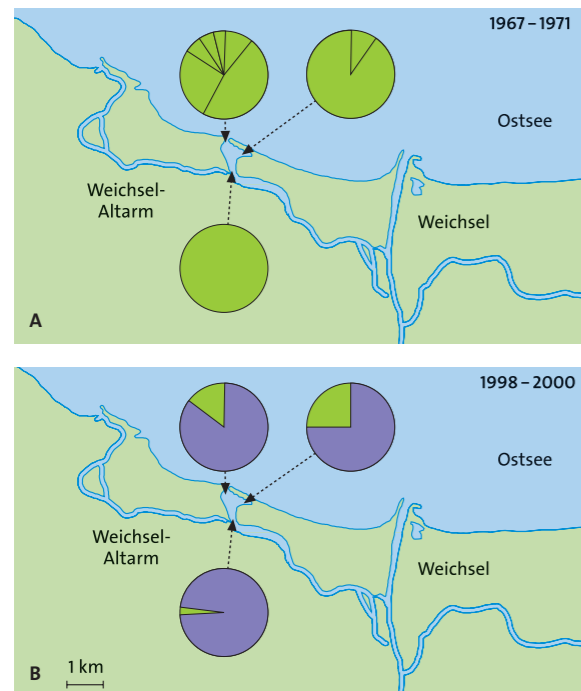 1967 – 1971
Ostsee
Weichsel-
Altarm
Weichsel
A
1998 – 2000
Ostsee
Weichsel-
Altarm
Weichsel
B
1 km